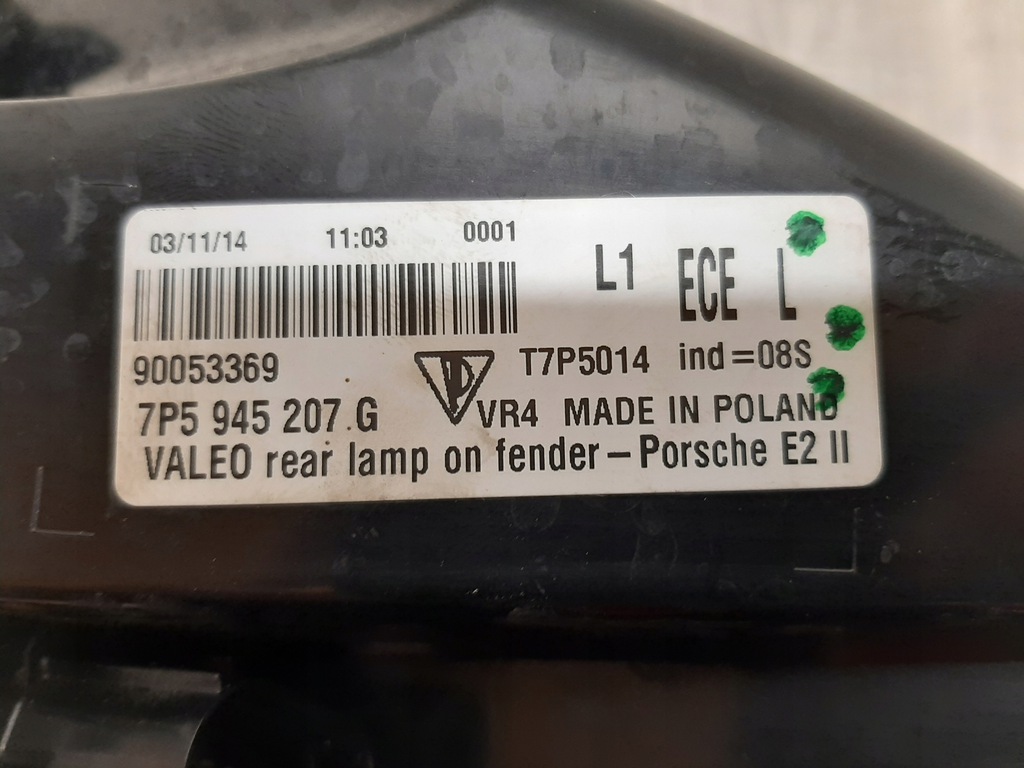 03/11/14 11:03 0001
L1 ECE L
90053369 T7P5014 ind=08S
7P5 945 207 G VR4 MADE IN POLAND
VALEO rear lamp on fender – Porsche E2 II